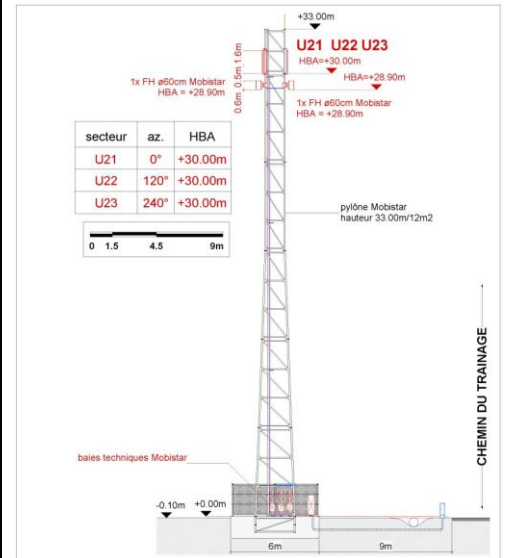 +33.00m
U21 U22 U23
HBA=+30.00m
HBA=+28.90m
1x FH ø60cm Mobistar
HBA = +28.90m
0.6m 0.5m 1.6m
1x FH ø60cm Mobistar
HBA = +28.90m
secteur az. HBA
U21 0° +30.00m
U22 120° +30.00m
U23 240° +30.00m
0 1.5 4.5 9m
pylône Mobistar
hauteur 33.00m/12m2
CHEMIN DU TRAINAGE
baies techniques Mobistar
-0.10m +0.00m
6m 9m